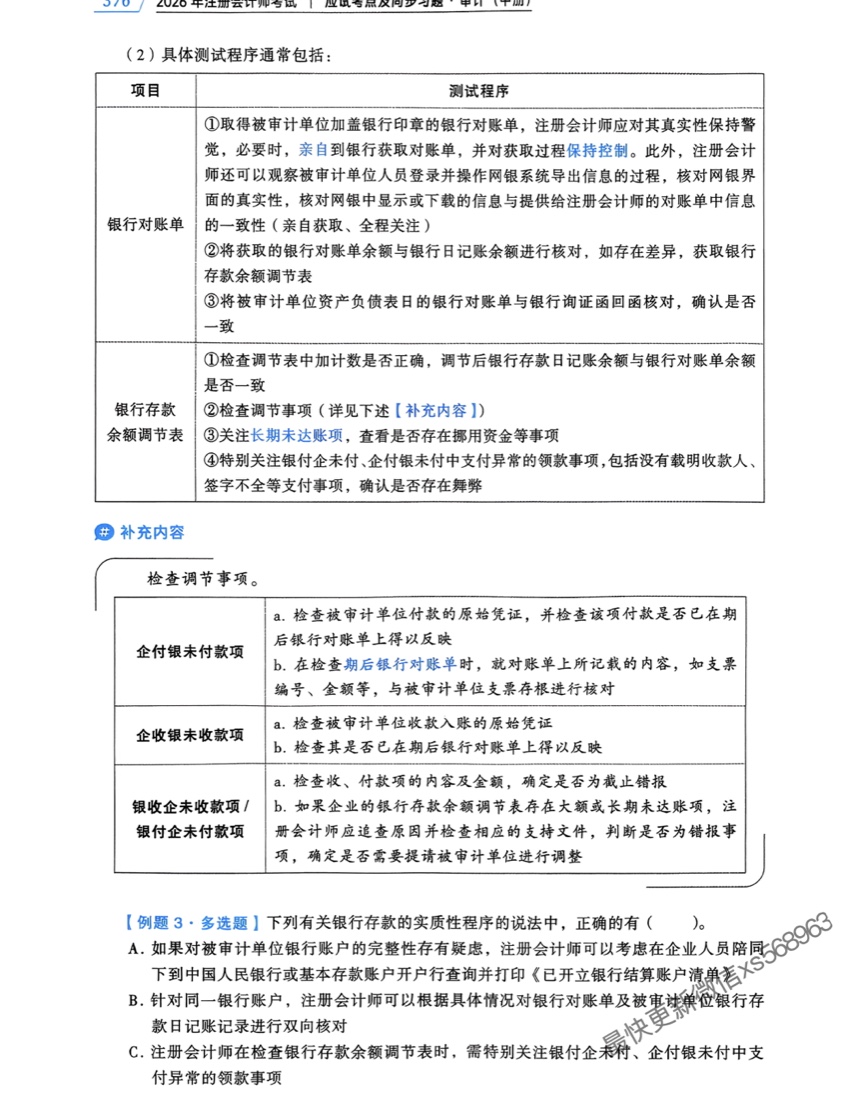 376 2026年注册会计师考试 | 应试考点及同步习题·审计(中册)
(2)具体测试程序通常包括:
项目 测试程序
银行对账单
①取得被审计单位加盖银行印章的银行对账单,注册会计师应对其真实性保持警
觉,必要时,亲自到银行获取对账单,并对获取过程保持控制。此外,注册会计
师还可以观察被审计单位人员登录并操作网银系统导出信息的过程,核对网银界
面的真实性,核对网银中显示或下载的信息与提供给注册会计师的对账单中信息
的一致性(亲自获取、全程关注)
②将获取的银行对账单余额与银行日记账余额进行核对,如存在差异,获取银行
存款余额调节表
③将被审计单位资产负债表日的银行对账单与银行询证函回函核对,确认是否
一致
银行存款
余额调节表
①检查调节表中加计数是否正确,调节后银行存款日记账余额与银行对账单余额
是否一致
②检查调节事项(详见下述【补充内容】)
③关注长期未达账项,查看是否存在挪用资金等事项
④特别关注银付企未付、企付银未付中支付异常的领款事项,包括没有载明收款人、
签字不全等支付事项,确认是否存在舞弊
# 补充内容
检查调节事项。
企付银未付款项
a. 检查被审计单位付款的原始凭证,并检查该项付款是否已在期
后银行对账单上得以反映
b. 在检查期后银行对账单时,就对账单上所记载的内容,如支票
编号、金额等,与被审计单位支票存根进行核对
企收银未收款项
a. 检查被审计单位收款入账的原始凭证
b. 检查其是否已在期后银行对账单上得以反映
银收企未收款项/
银付企未付款项
a. 检查收、付款项的内容及金额,确定是否为截止错报
b. 如果企业的银行存款余额调节表存在大额或长期未达账项,注
册会计师应追查原因并检查相应的支持文件,判断是否为错报事
项,确定是否需要提请被审计单位进行调整
【例题3·多选题】下列有关银行存款的实质性程序的说法中,正确的有( )。
A. 如果对被审计单位银行账户的完整性存有疑虑,注册会计师可以考虑在企业人员陪同
下到中国人民银行或基本存款账户开户行查询并打印《已开立银行结算账户清单》
B. 针对同一银行账户,注册会计师可以根据具体情况对银行对账单及被审计单位银行存
款日记账记录进行双向核对
C. 注册会计师在检查银行存款余额调节表时,需特别关注银付企未付、企付银未付中支
付异常的领款事项
最快更新微信xs568963